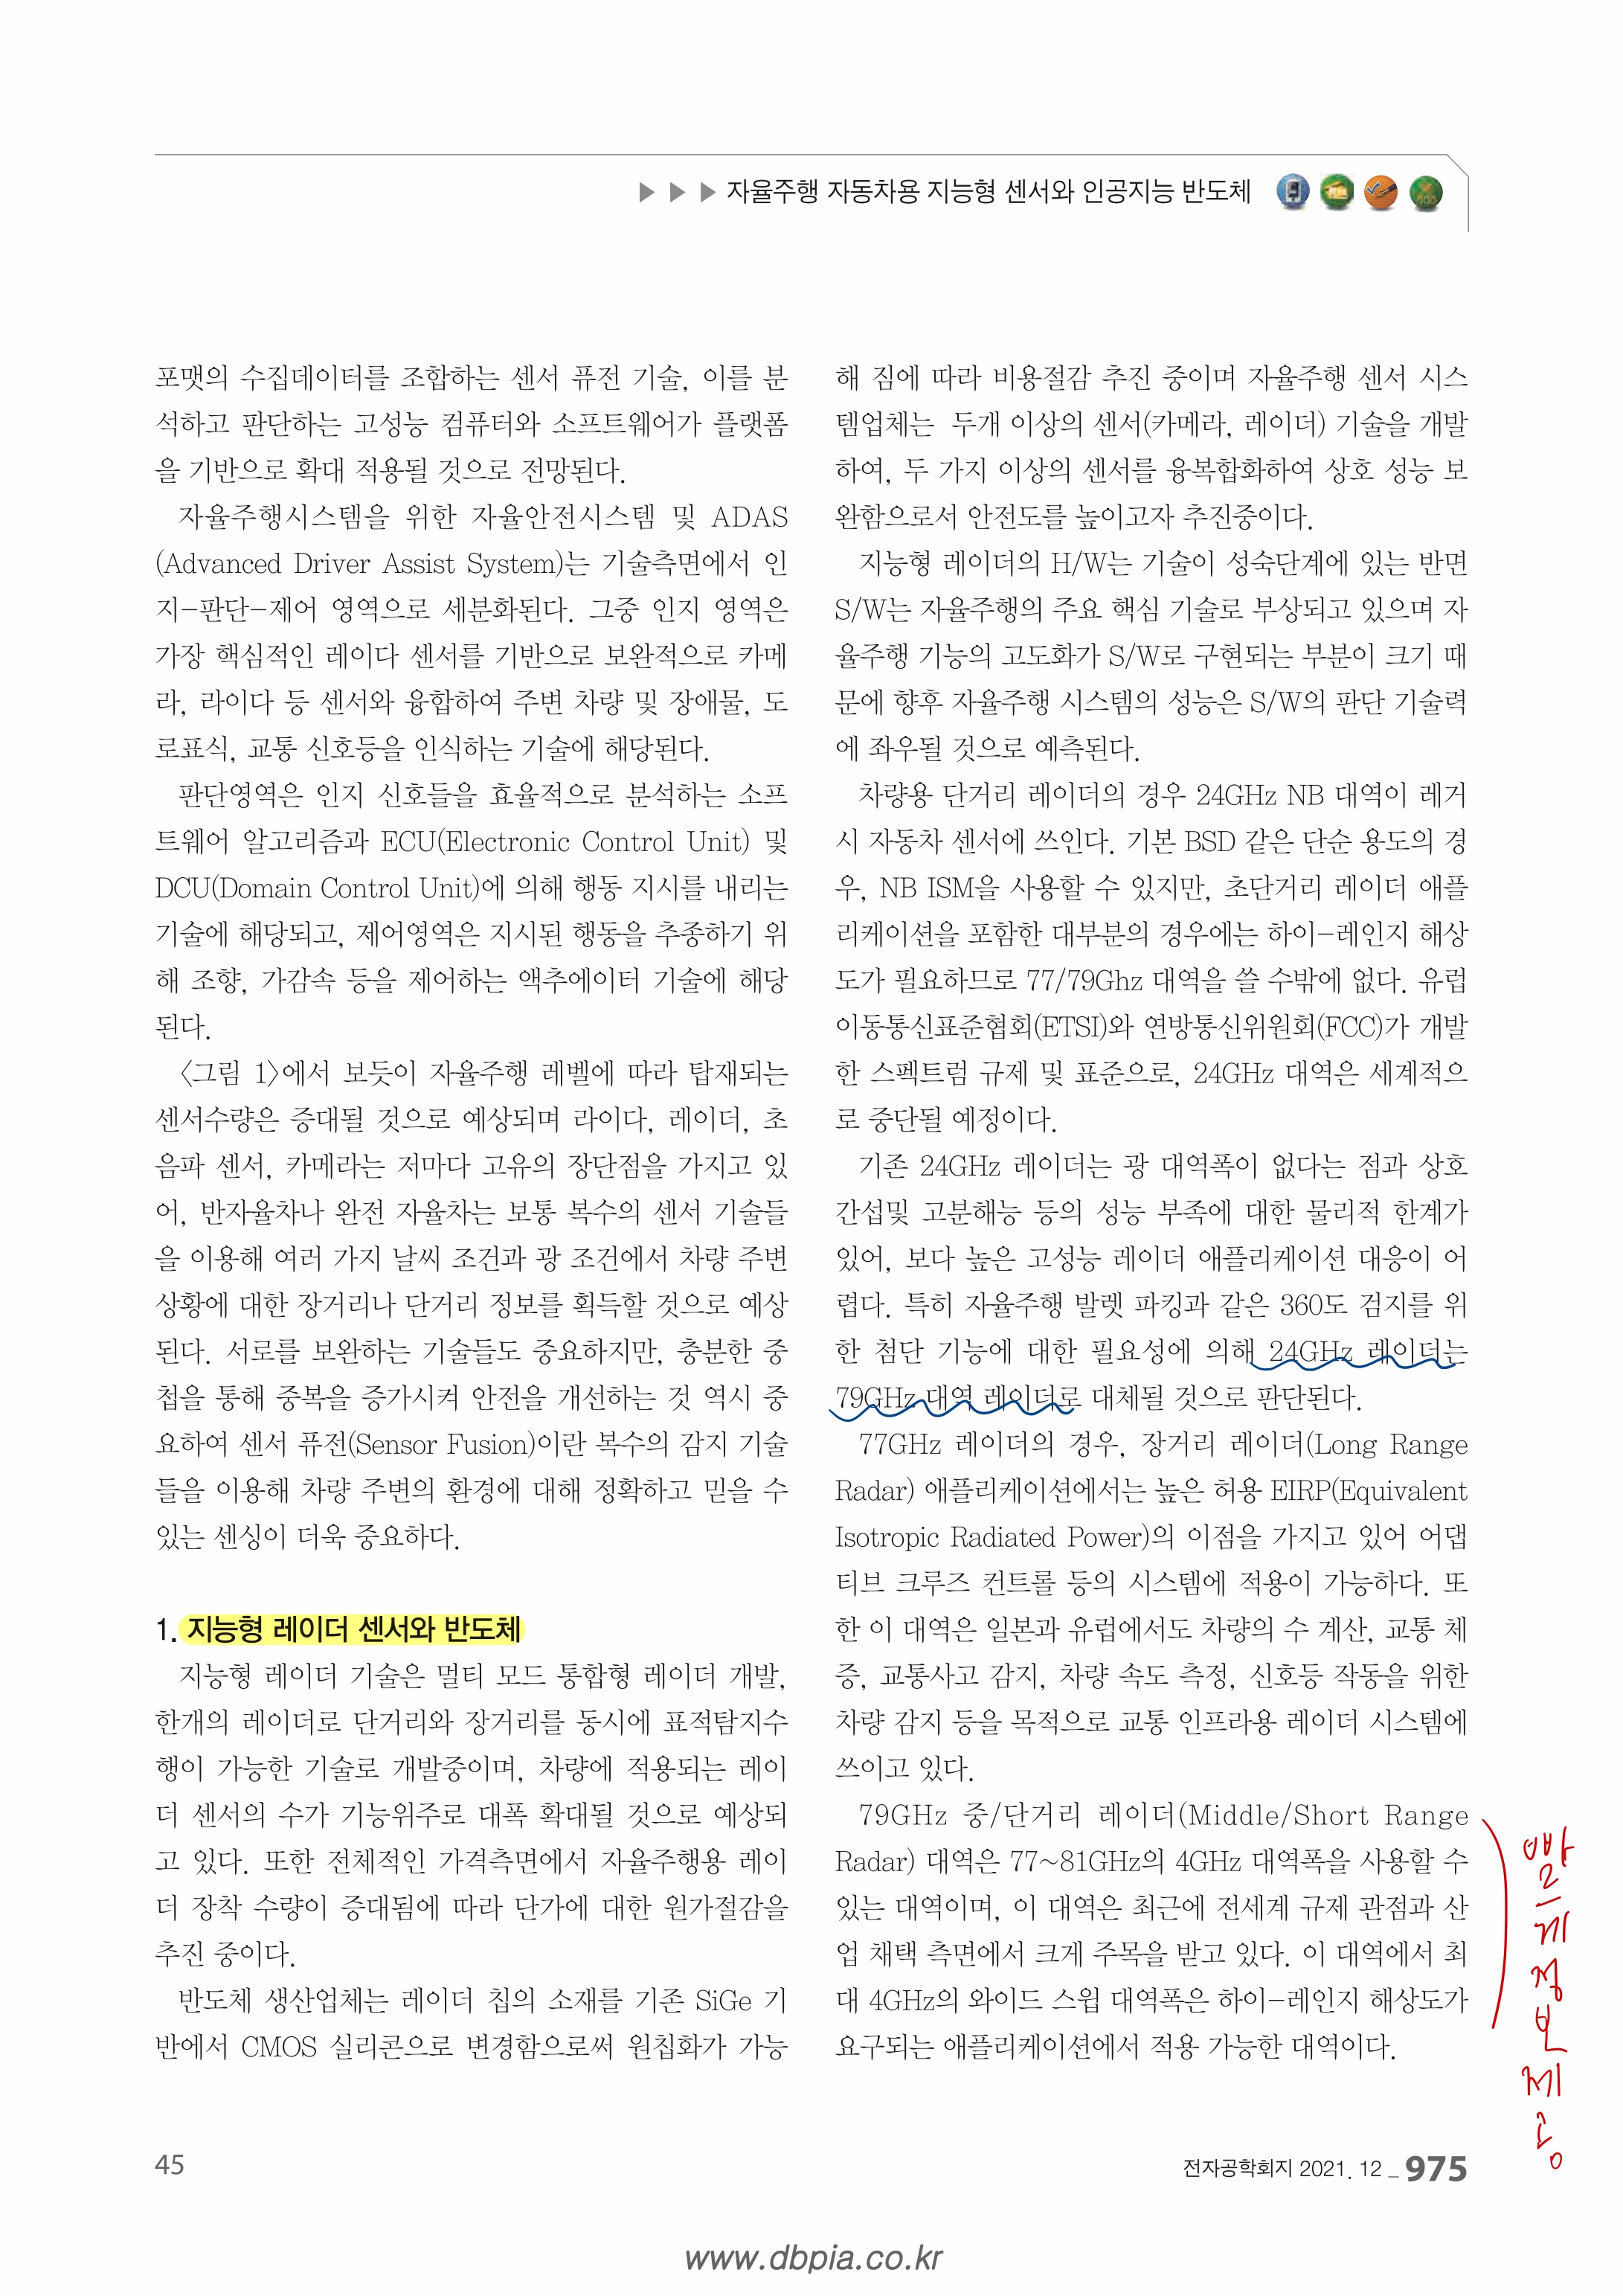 ▶ ▶ ▶ 자율주행 자동차용 지능형 센서와 인공지능 반도체
포맷의 수집데이터를 조합하는 센서 퓨전 기술, 이를 분
석하고 판단하는 고성능 컴퓨터와 소프트웨어가 플랫폼
을 기반으로 확대 적용될 것으로 전망된다.
자율주행시스템을 위한 자율안전시스템 및 ADAS
(Advanced Driver Assist System)는 기술측면에서 인
지-판단-제어 영역으로 세분화된다. 그중 인지 영역은
가장 핵심적인 레이다 센서를 기반으로 보완적으로 카메
라, 라이다 등 센서와 융합하여 주변 차량 및 장애물, 도
로표식, 교통 신호등을 인식하는 기술에 해당된다.
판단영역은 인지 신호들을 효율적으로 분석하는 소프
트웨어 알고리즘과 ECU(Electronic Control Unit) 및
DCU(Domain Control Unit)에 의해 행동 지시를 내리는
기술에 해당되고, 제어영역은 지시된 행동을 추종하기 위
해 조향, 가감속 등을 제어하는 액추에이터 기술에 해당
된다.
〈그림 1〉에서 보듯이 자율주행 레벨에 따라 탑재되는
센서수량은 증대될 것으로 예상되며 라이다, 레이더, 초
음파 센서, 카메라는 저마다 고유의 장단점을 가지고 있
어, 반자율차나 완전 자율차는 보통 복수의 센서 기술들
을 이용해 여러 가지 날씨 조건과 광 조건에서 차량 주변
상황에 대한 장거리나 단거리 정보를 획득할 것으로 예상
된다. 서로를 보완하는 기술들도 중요하지만, 충분한 중
첩을 통해 중복을 증가시켜 안전을 개선하는 것 역시 중
요하여 센서 퓨전(Sensor Fusion)이란 복수의 감지 기술
들을 이용해 차량 주변의 환경에 대해 정확하고 믿을 수
있는 센싱이 더욱 중요하다.
1. 지능형 레이더 센서와 반도체
지능형 레이더 기술은 멀티 모드 통합형 레이더 개발,
한개의 레이더로 단거리와 장거리를 동시에 표적탐지수
행이 가능한 기술로 개발중이며, 차량에 적용되는 레이
더 센서의 수가 기능위주로 대폭 확대될 것으로 예상되
고 있다. 또한 전체적인 가격측면에서 자율주행용 레이
더 장착 수량이 증대됨에 따라 단가에 대한 원가절감을
추진 중이다.
반도체 생산업체는 레이더 칩의 소재를 기존 SiGe 기
반에서 CMOS 실리콘으로 변경함으로써 원칩화가 가능
해 짐에 따라 비용절감 추진 중이며 자율주행 센서 시스
템업체는 두개 이상의 센서(카메라, 레이더) 기술을 개발
하여, 두 가지 이상의 센서를 융복합화하여 상호 성능 보
완함으로서 안전도를 높이고자 추진중이다.
지능형 레이더의 H/W는 기술이 성숙단계에 있는 반면
S/W는 자율주행의 주요 핵심 기술로 부상되고 있으며 자
율주행 기능의 고도화가 S/W로 구현되는 부분이 크기 때
문에 향후 자율주행 시스템의 성능은 S/W의 판단 기술력
에 좌우될 것으로 예측된다.
차량용 단거리 레이더의 경우 24GHz NB 대역이 레거
시 자동차 센서에 쓰인다. 기본 BSD 같은 단순 용도의 경
우, NB ISM을 사용할 수 있지만, 초단거리 레이더 애플
리케이션을 포함한 대부분의 경우에는 하이-레인지 해상
도가 필요하므로 77/79Ghz 대역을 쓸 수밖에 없다. 유럽
이동통신표준협회(ETSI)와 연방통신위원회(FCC)가 개발
한 스펙트럼 규제 및 표준으로, 24GHz 대역은 세계적으
로 중단될 예정이다.
기존 24GHz 레이더는 광 대역폭이 없다는 점과 상호
간섭및 고분해능 등의 성능 부족에 대한 물리적 한계가
있어, 보다 높은 고성능 레이더 애플리케이션 대응이 어
렵다. 특히 자율주행 발렛 파킹과 같은 360도 검지를 위
한 첨단 기능에 대한 필요성에 의해 24GHz 레이더는
79GHz 대역 레이더로 대체될 것으로 판단된다.
77GHz 레이더의 경우, 장거리 레이더(Long Range
Radar) 애플리케이션에서는 높은 허용 EIRP(Equivalent
Isotropic Radiated Power)의 이점을 가지고 있어 어댑
티브 크루즈 컨트롤 등의 시스템에 적용이 가능하다. 또
한 이 대역은 일본과 유럽에서도 차량의 수 계산, 교통 체
증, 교통사고 감지, 차량 속도 측정, 신호등 작동을 위한
차량 감지 등을 목적으로 교통 인프라용 레이더 시스템에
쓰이고 있다.
79GHz 중/단거리 레이더(Middle/Short Range
Radar) 대역은 77~81GHz의 4GHz 대역폭을 사용할 수
있는 대역이며, 이 대역은 최근에 전세계 규제 관점과 산
업 채택 측면에서 크게 주목을 받고 있다. 이 대역에서 최
대 4GHz의 와이드 스윕 대역폭은 하이-레인지 해상도가
요구되는 애플리케이션에서 적용 가능한 대역이다.
빨르게 정보 제공
45
전자공학회지 2021. 12 _ 975
www.dbpia.co.kr